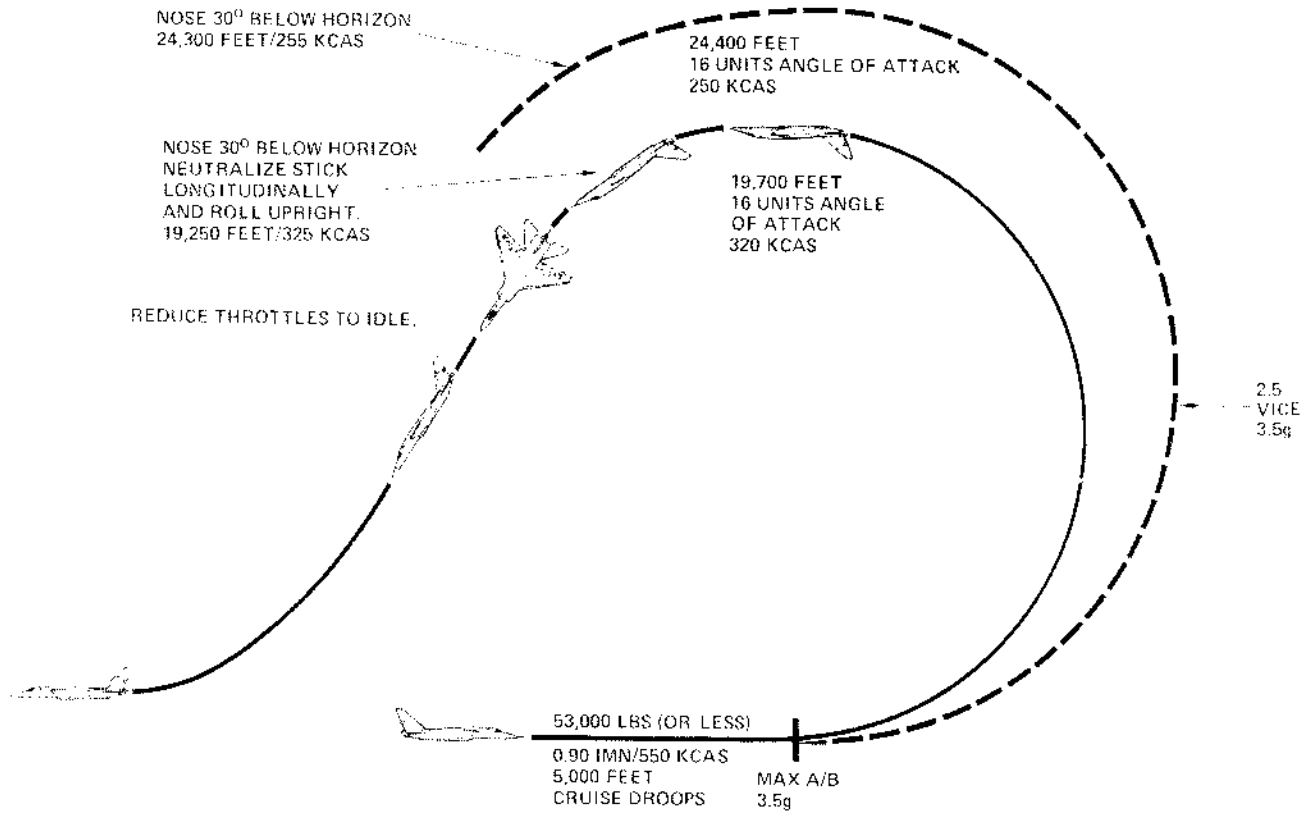 NOSE 30° BELOW HORIZON
24,300 FEET/255 KCAS
24,400 FEET
16 UNITS ANGLE OF ATTACK
250 KCAS
NOSE 30° BELOW HORIZON
NEUTRALIZE STICK
LONGITUDINALLY
AND ROLL UPRIGHT.
19,250 FEET/325 KCAS
19,700 FEET
16 UNITS ANGLE
OF ATTACK
320 KCAS
REDUCE THROTTLES TO IDLE.
2.5
VICE
3.5g
53,000 LBS (OR LESS)
0.90 IMN/550 KCAS
5,000 FEET
CRUISE DROOPS
MAX A/B
3.5g